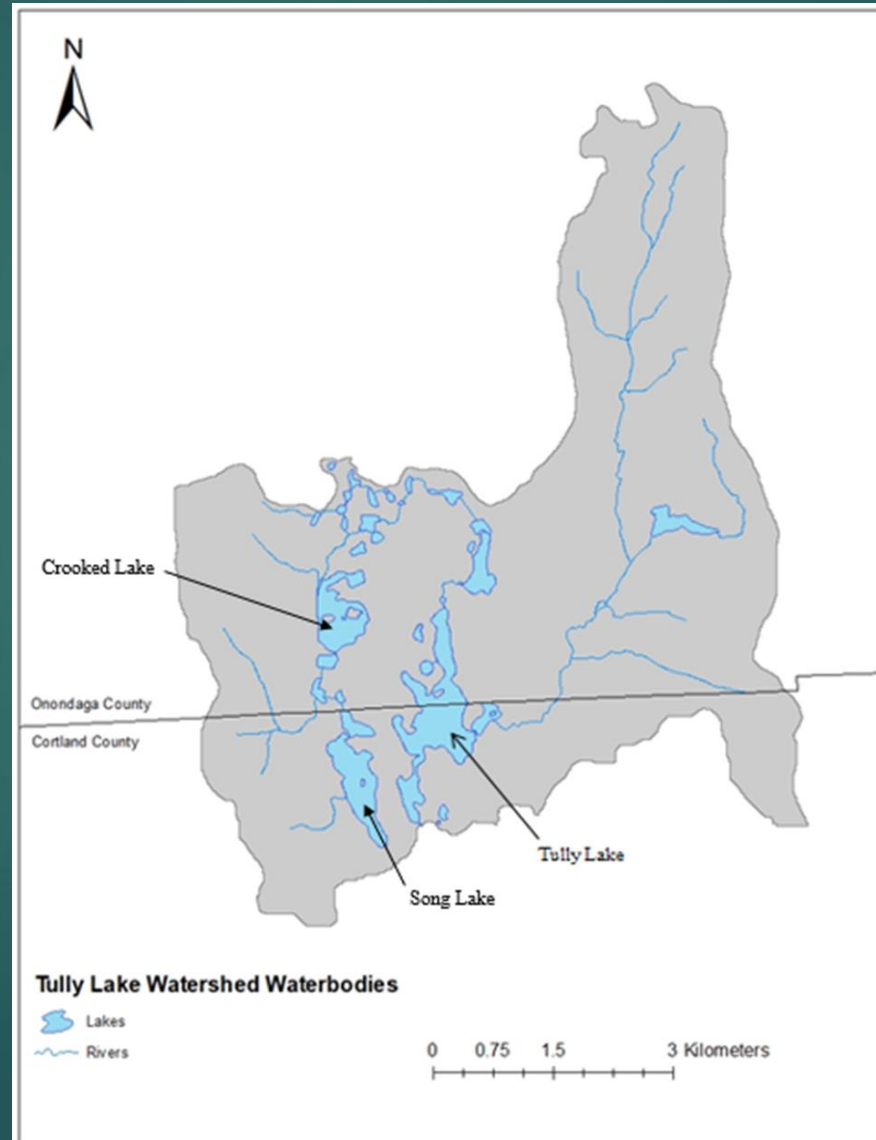 N
Crooked Lake
Onondaga County
Cortland County
Tully Lake
Song Lake
Tully Lake Watershed Waterbodies
Lakes
Rivers
0 0.75 1.5 3 Kilometers